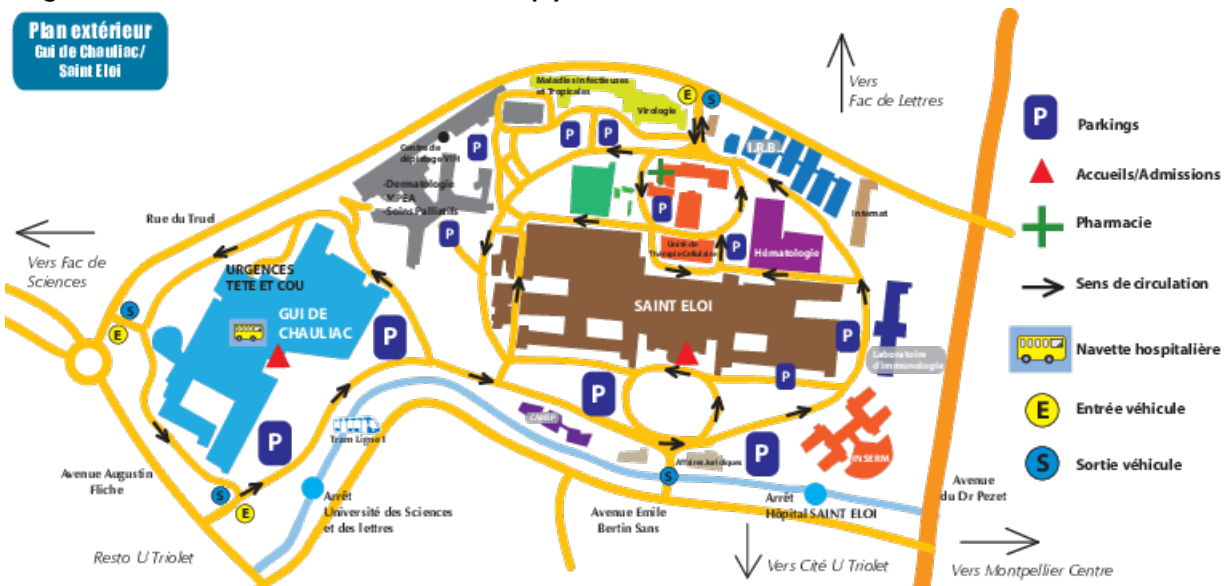 Plan extérieur
Gui de Chauliac/
Saint Eloi
Maladies Infectieuses
et Tropicales
Virologie
E
S
Vers
Fac de Lettres
P
Parkings
Accueils/Admissions
Pharmacie
Sens de circulation
Navette hospitalière
E
Entrée véhicule
S
Sortie véhicule
P
P
P
Centre de
dépistage VIH
-Dermatologie
-MPEA
-Soins Palliatifs
I.R.B.
Internat
Rue du Truel
Vers Fac de
Sciences
P
P
P
Unité de
Thérapie Cellulaire
Hématologie
URGENCES
TETE ET COU
GUI DE
CHAULIAC
SAINT ELOI
S
E
P
P
P
P
Laboratoire
d'immunologie
P
Tram Ligne 1
Affaires Juridiques
P
INSERM
S
E
S
Avenue Augustin
Fliche
Arrêt
Université des Sciences
et des lettres
Avenue Emile
Bertin Sans
Arrêt
Hôpital SAINT ELOI
Avenue
du Dr Pezet
Resto U Triolet
Vers Cité U Triolet
Vers Montpellier Centre